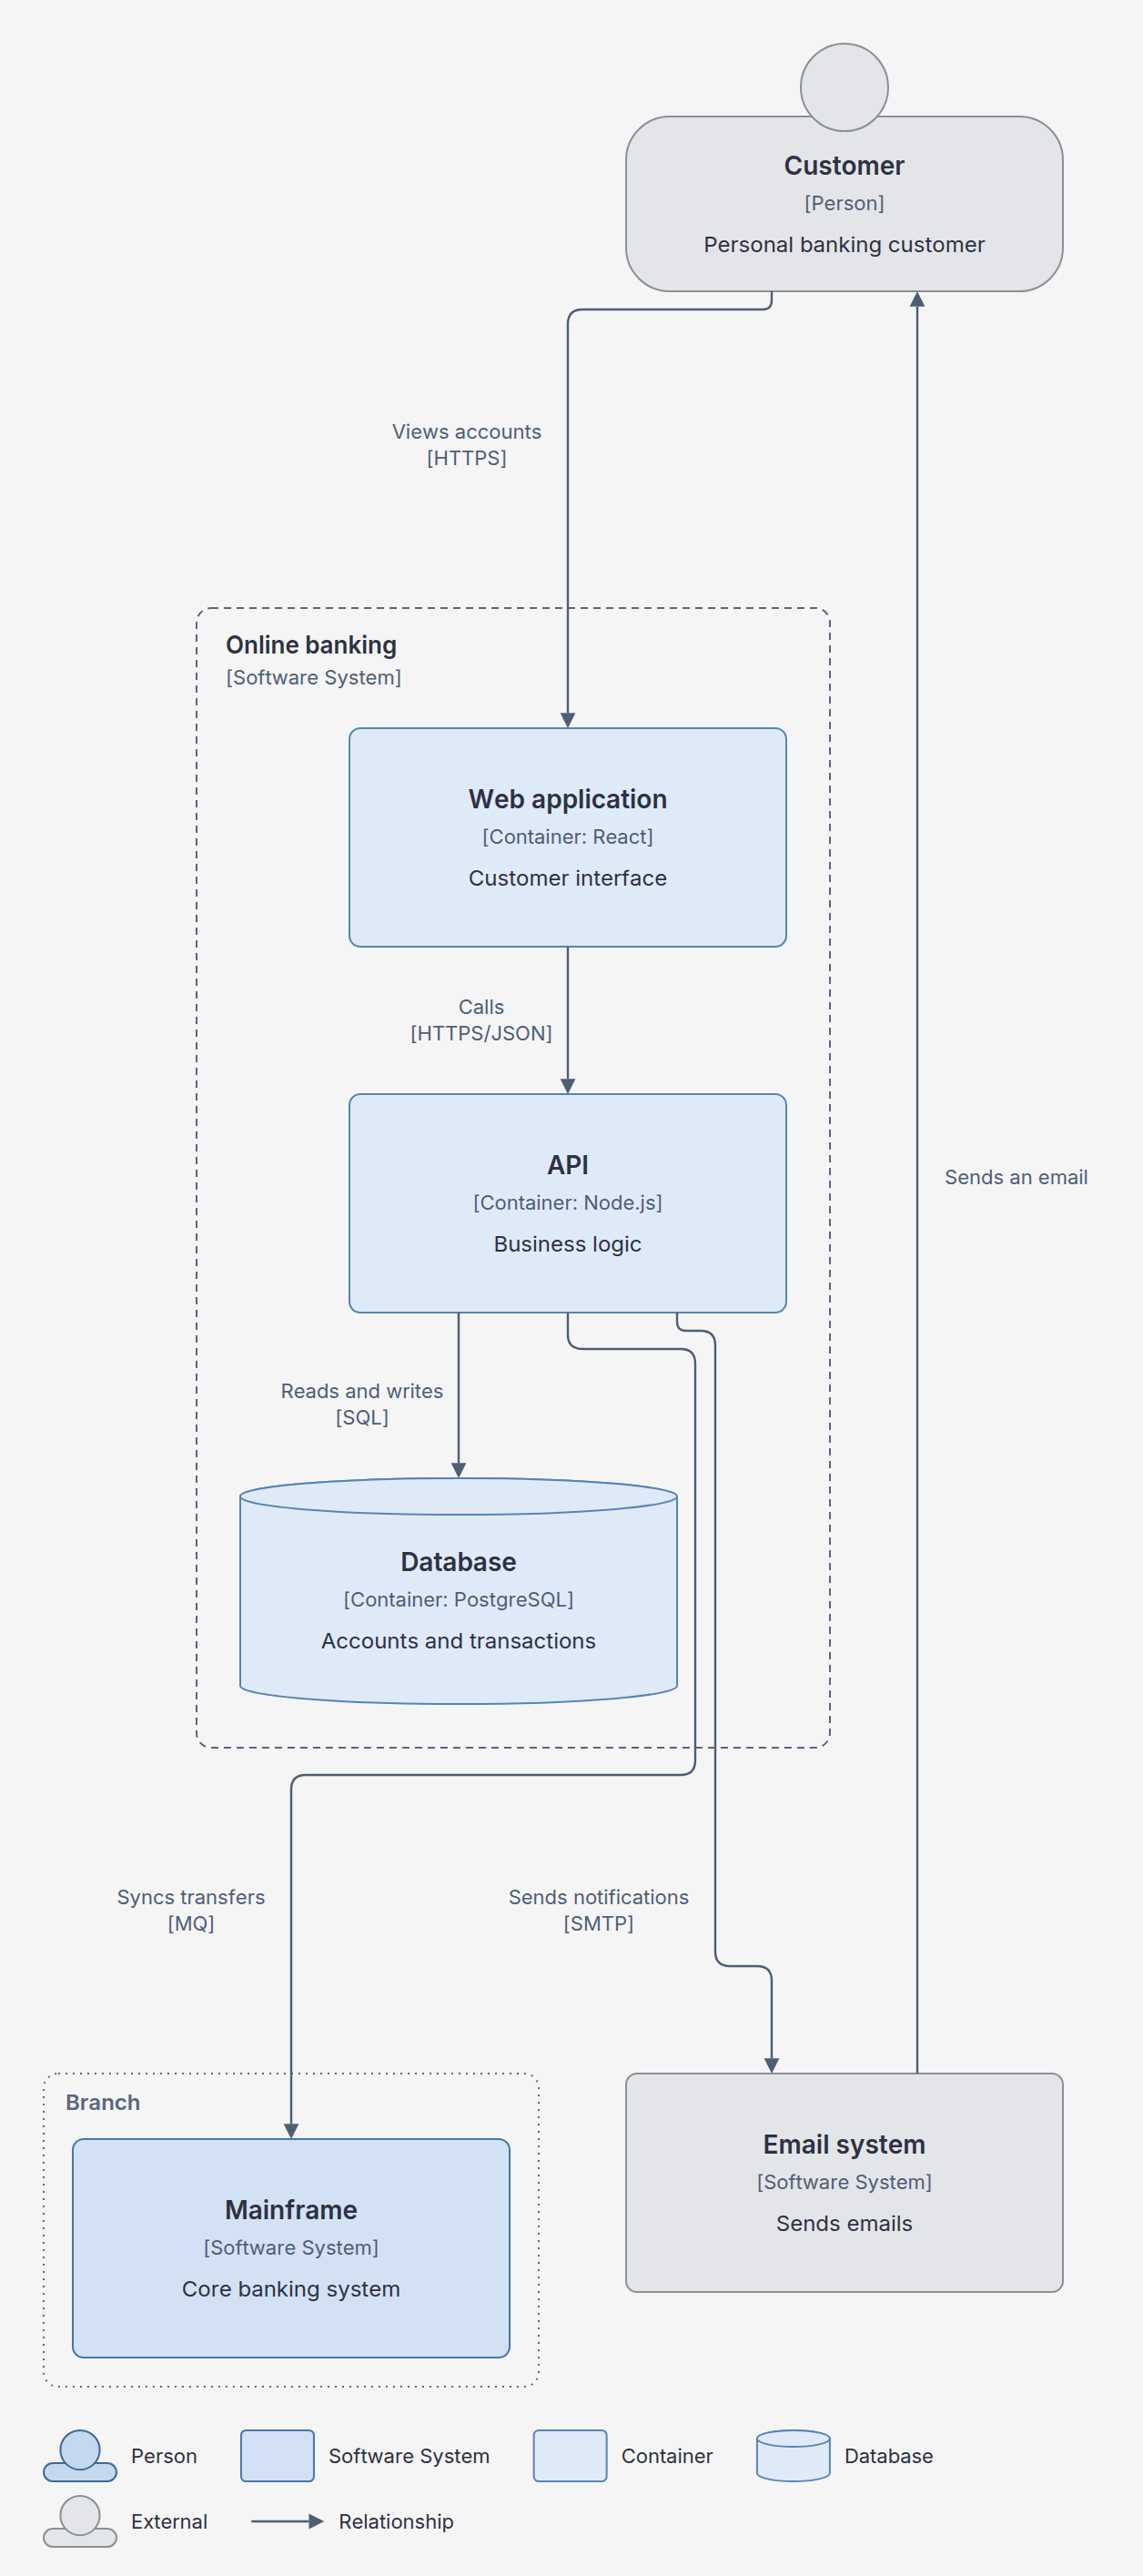 Customer
[Person]
Personal banking customer
Views accounts
[HTTPS]
Online banking
[Software System]
Web application
[Container: React]
Customer interface
Calls
[HTTPS/JSON]
API
[Container: Node.js]
Business logic
Sends an email
Reads and writes
[SQL]
Database
[Container: PostgreSQL]
Accounts and transactions
Syncs transfers
[MQ]
Sends notifications
[SMTP]
Branch
Mainframe
[Software System]
Core banking system
Email system
[Software System]
Sends emails
Person
Software System
Container
Database
External
Relationship